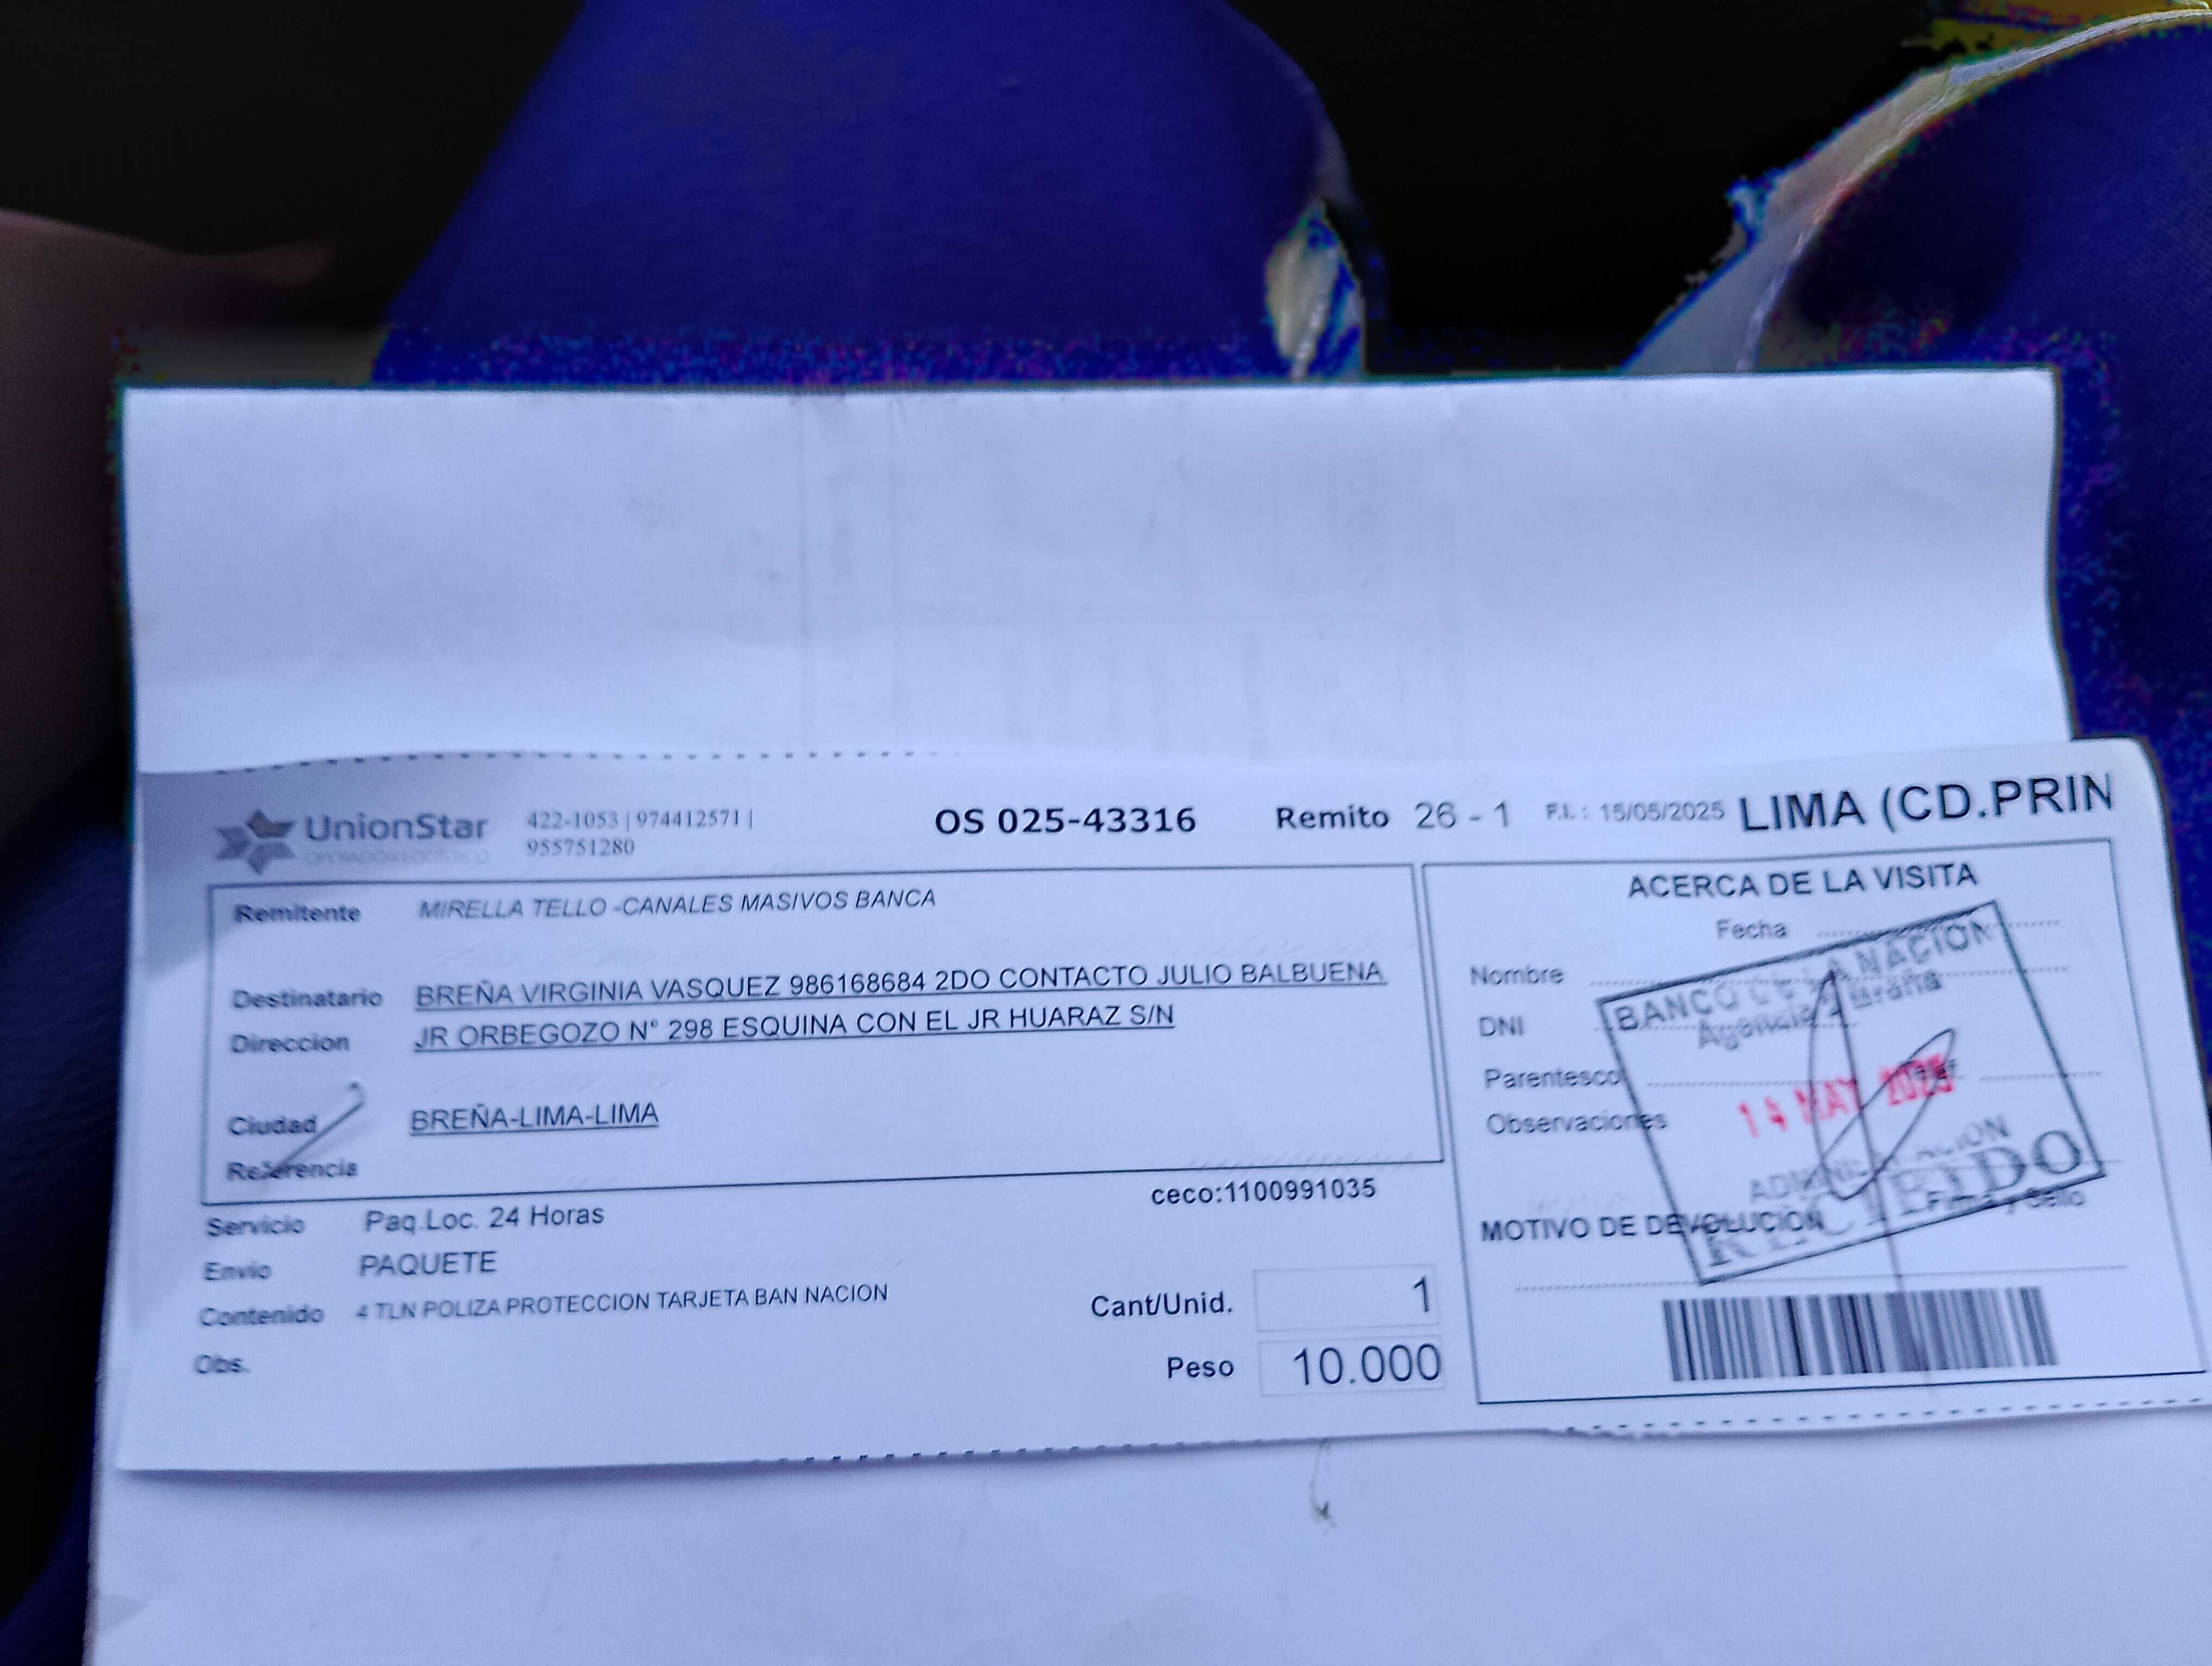 UnionStar
422-1053 | 974412571 |
955751280
OS 025-43316
Remito 26 - 1
F.I.: 15/05/2025
LIMA (CD.PRIN
Remitente MIRELLA TELLO -CANALES MASIVOS BANCA
Destinatario BREÑA VIRGINIA VASQUEZ 986168684 2DO CONTACTO JULIO BALBUENA
Direccion JR ORBEGOZO N° 298 ESQUINA CON EL JR HUARAZ S/N
Ciudad BREÑA-LIMA-LIMA
Referencia
ceco:1100991035
Servicio Paq.Loc. 24 Horas
Envio PAQUETE
Contenido 4 TLN POLIZA PROTECCION TARJETA BAN NACION
Obs.
Cant/Unid. 1
Peso 10.000
ACERCA DE LA VISITA
Fecha
Nombre
DNI
Parentesco
Observaciones
Firma y Sello
MOTIVO DE DEVOLUCIÓN
BANCO DE LA NACION
Agencia 2 Breña
14 MAY 2025
RECIBIDO